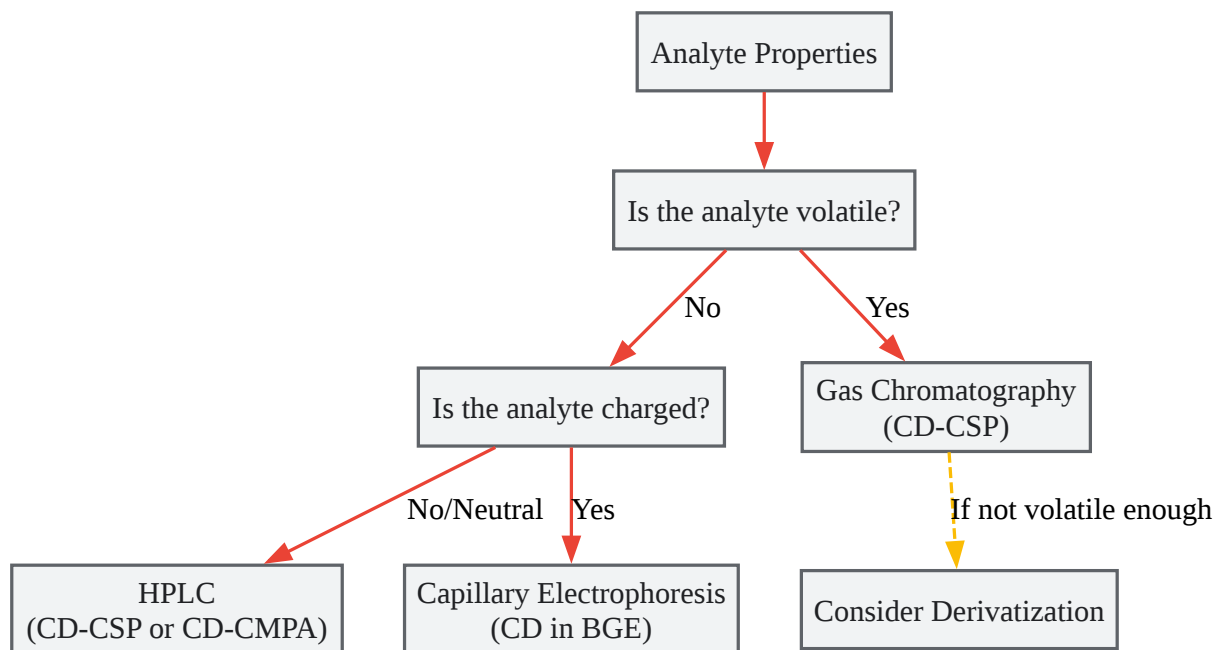 Analyte Properties
Is the analyte volatile?
No
Yes
Is the analyte charged?
Gas Chromatography
(CD-CSP)
No/Neutral
Yes
If not volatile enough
HPLC
(CD-CSP or CD-CMPA)
Capillary Electrophoresis
(CD in BGE)
Consider Derivatization